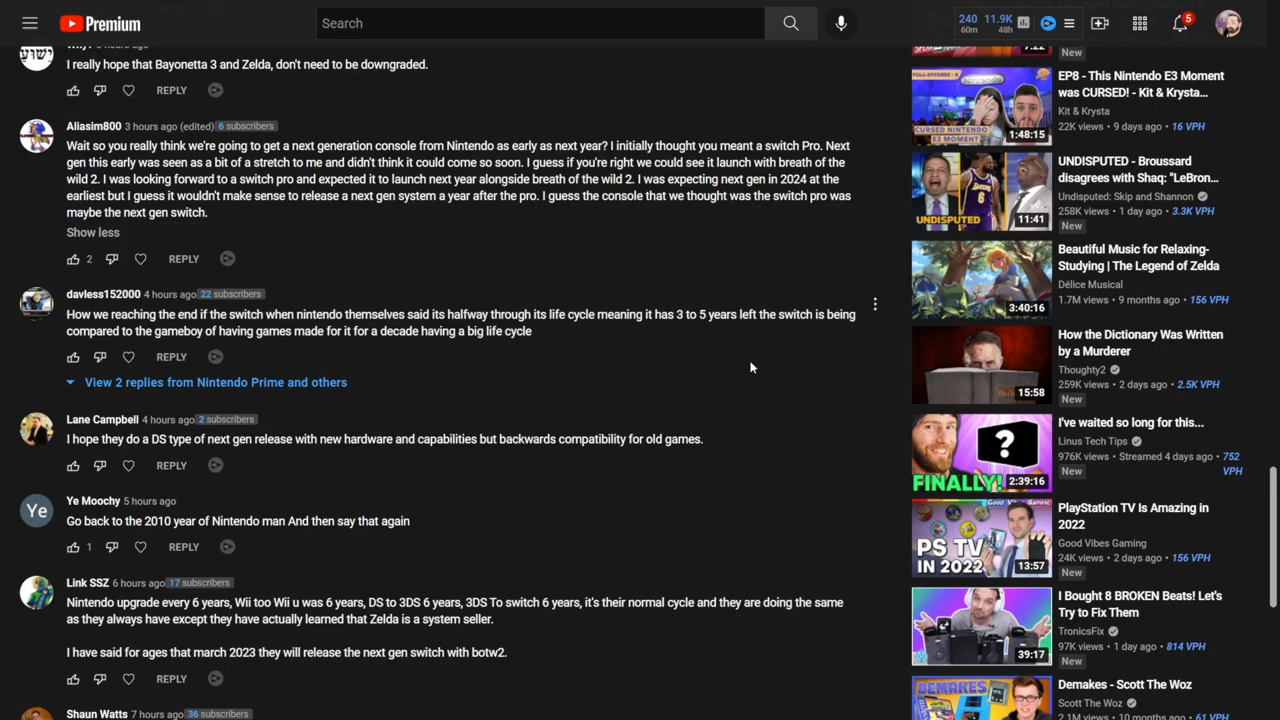 Premium
Search
240 11.9K
60m 48h
5
I really hope that Bayonetta 3 and Zelda, don't need to be downgraded.
REPLY
Aliasim800 3 hours ago (edited) 6 subscribers
Wait so you really think we're going to get a next generation console from Nintendo as early as next year? I initially thought you meant a switch Pro. Next
gen this early was seen as a bit of a stretch to me and didn't think it could come so soon. I guess if you're right we could see it launch with breath of the
wild 2. I was looking forward to a switch pro and expected it to launch next year alongside breath of the wild 2. I was expecting next gen in 2024 at the
earliest but I guess it wouldn't make sense to release a next gen system a year after the pro. I guess the console that we thought was the switch pro was
maybe the next gen switch.
Show less
2 REPLY
davless152000 4 hours ago 22 subscribers
How we reaching the end if the switch when nintendo themselves said its halfway through its life cycle meaning it has 3 to 5 years left the switch is being
compared to the gameboy of having games made for it for a decade having a big life cycle
REPLY
View 2 replies from Nintendo Prime and others
Lane Campbell 4 hours ago 2 subscribers
I hope they do a DS type of next gen release with new hardware and capabilities but backwards compatibility for old games.
REPLY
Ye
Ye Moochy 5 hours ago
Go back to the 2010 year of Nintendo man And then say that again
1 REPLY
Link SSZ 6 hours ago 17 subscribers
Nintendo upgrade every 6 years, Wii too Wii u was 6 years, DS to 3DS 6 years, 3DS To switch 6 years, it's their normal cycle and they are doing the same
as they always have except they have actually learned that Zelda is a system seller.
I have said for ages that march 2023 they will release the next gen switch with botw2.
REPLY
Shaun Watts 7 hours ago 36 subscribers
7:22
New
FULL EPISODE - 8
CURSED NINTENDO
E3 MOMENT
1:48:15
EP8 - This Nintendo E3 Moment
was CURSED! - Kit & Krysta...
Kit & Krysta
22K views • 9 days ago • 16 VPH
UNDISPUTED
11:41
UNDISPUTED - Broussard
disagrees with Shaq: "LeBron...
Undisputed: Skip and Shannon
258K views • 1 day ago • 3.3K VPH
New
3:40:16
Beautiful Music for Relaxing-
Studying | The Legend of Zelda
Délice Musical
1.7M views • 9 months ago • 156 VPH
15:58
How the Dictionary Was Written
by a Murderer
Thoughty2
259K views • 2 days ago • 2.5K VPH
New
?
FINALLY!
2:39:16
I've waited so long for this...
Linus Tech Tips
976K views • Streamed 4 days ago • 752
VPH
New
Good Vibes Gaming
PS TV
IN 2022
13:57
PlayStation TV Is Amazing in
2022
Good Vibes Gaming
24K views • 2 days ago • 156 VPH
New
39:17
I Bought 8 BROKEN Beats! Let's
Try to Fix Them
TronicsFix
97K views • 1 day ago • 814 VPH
New
DEMAKES
Demakes - Scott The Woz
Scott The Woz
2.1M views • 10 months ago • 61 VPH